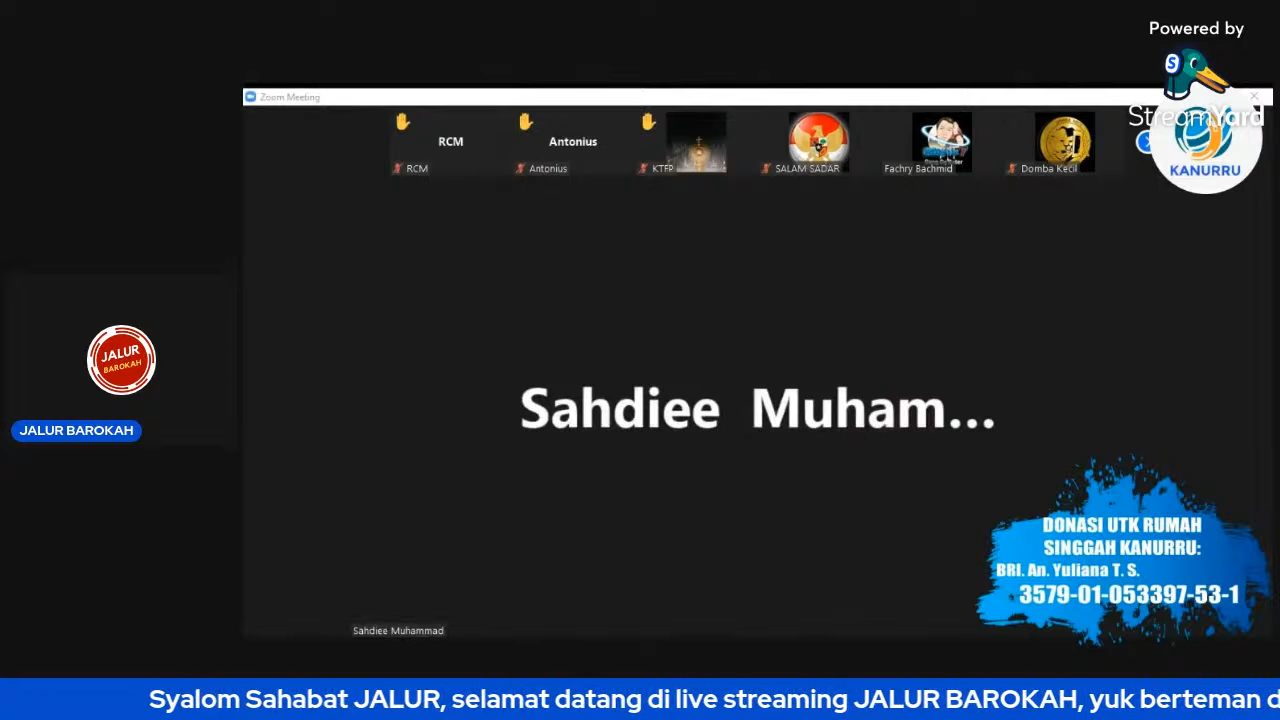 Powered by
StreamYard
Zoom Meeting
RCM
Antonius
RCM
Antonius
KTFP
SALAM SADAR
Fachry Bachmid
Domba Kecil
KANURRU
JALUR
BAROKAH
JALUR BAROKAH
Sahdiee Muham...
DONASI UTK RUMAH
SINGGAH KANURRU:
BRI. An. Yuliana T. S.
3579-01-053397-53-1
Sahdiee Muhammad
Syalom Sahabat JALUR, selamat datang di live streaming JALUR BAROKAH, yuk berteman d